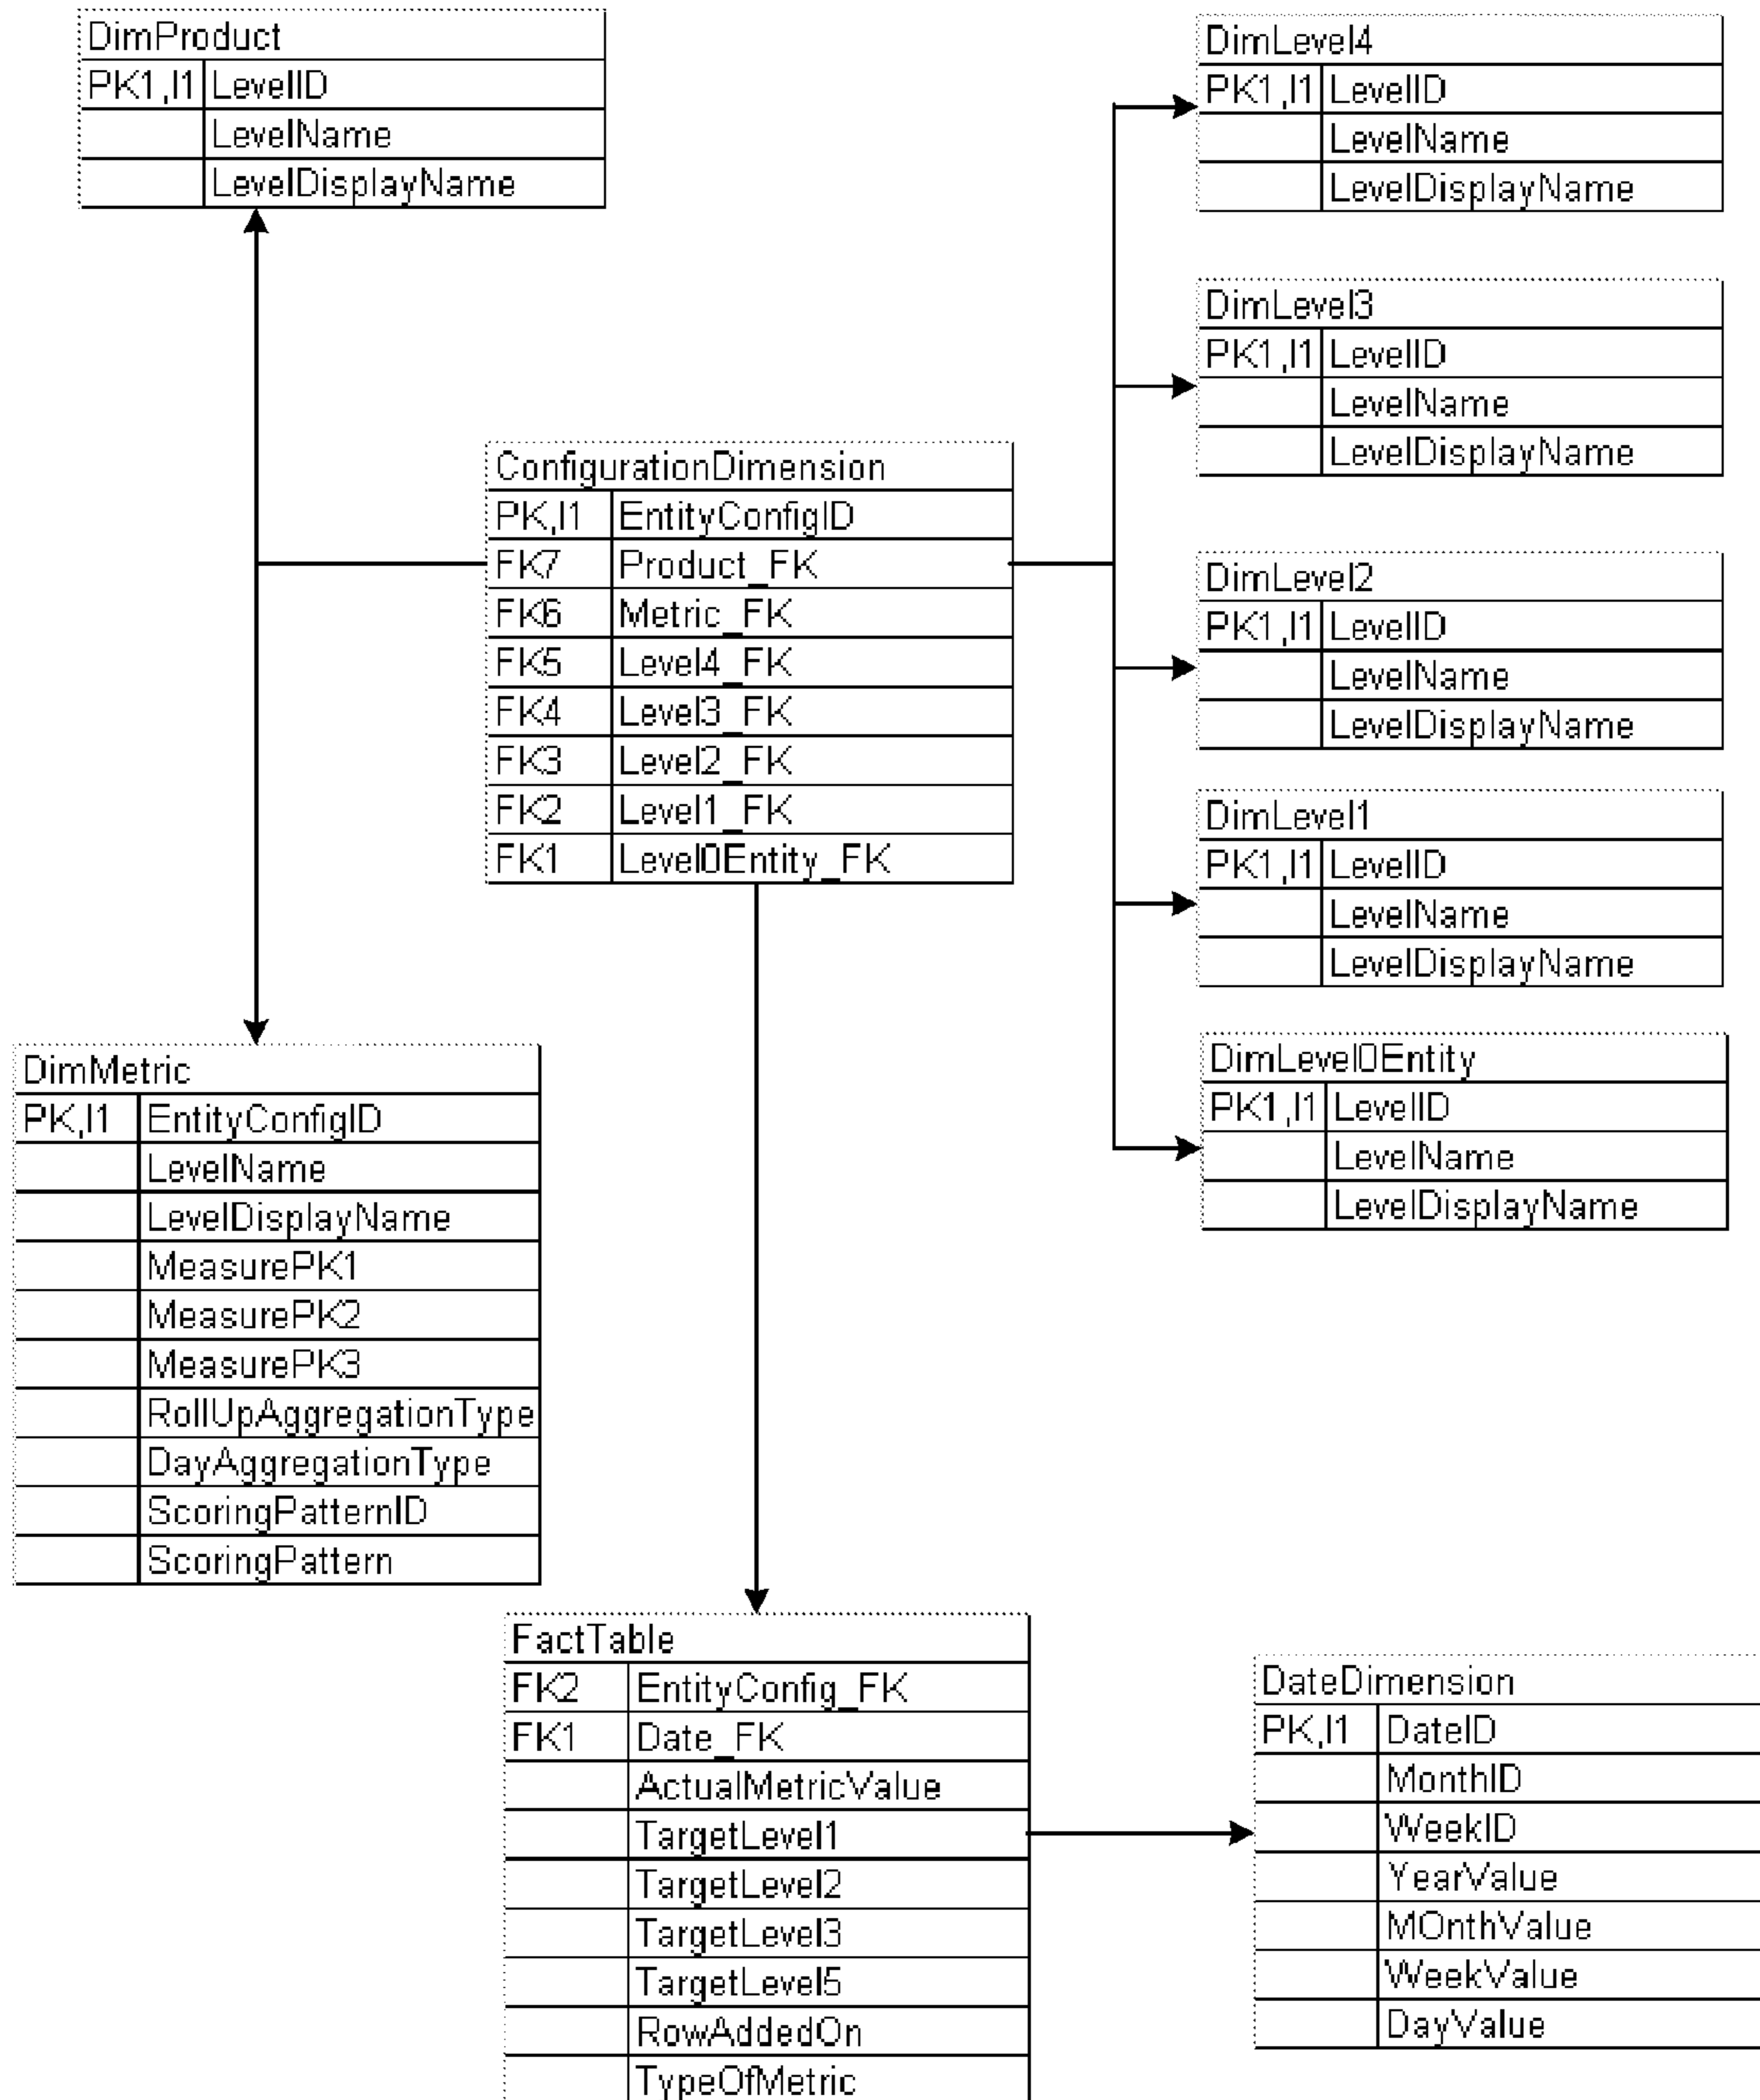 DimProduct
PK1,I1 LevelID
LevelName
LevelDisplayName
DimLevel4
PK1,I1 LevelID
LevelName
LevelDisplayName
DimLevel3
PK1,I1 LevelID
LevelName
LevelDisplayName
ConfigurationDimension
PK,I1 EntityConfigID
FK7 Product_FK
FK6 Metric_FK
FK5 Level4_FK
FK4 Level3_FK
FK3 Level2_FK
FK2 Level1_FK
FK1 Level0Entity_FK
DimLevel2
PK1,I1 LevelID
LevelName
LevelDisplayName
DimLevel1
PK1,I1 LevelID
LevelName
LevelDisplayName
DimLevel0Entity
PK1,I1 LevelID
LevelName
LevelDisplayName
DimMetric
PK,I1 EntityConfigID
LevelName
LevelDisplayName
MeasurePK1
MeasurePK2
MeasurePK3
RollUpAggregationType
DayAggregationType
ScoringPatternID
ScoringPattern
FactTable
FK2 EntityConfig_FK
FK1 Date_FK
ActualMetricValue
TargetLevel1
TargetLevel2
TargetLevel3
TargetLevel5
RowAddedOn
TypeOfMetric
DateDimension
PK,I1 DateID
MonthID
WeekID
YearValue
MOnthValue
WeekValue
DayValue